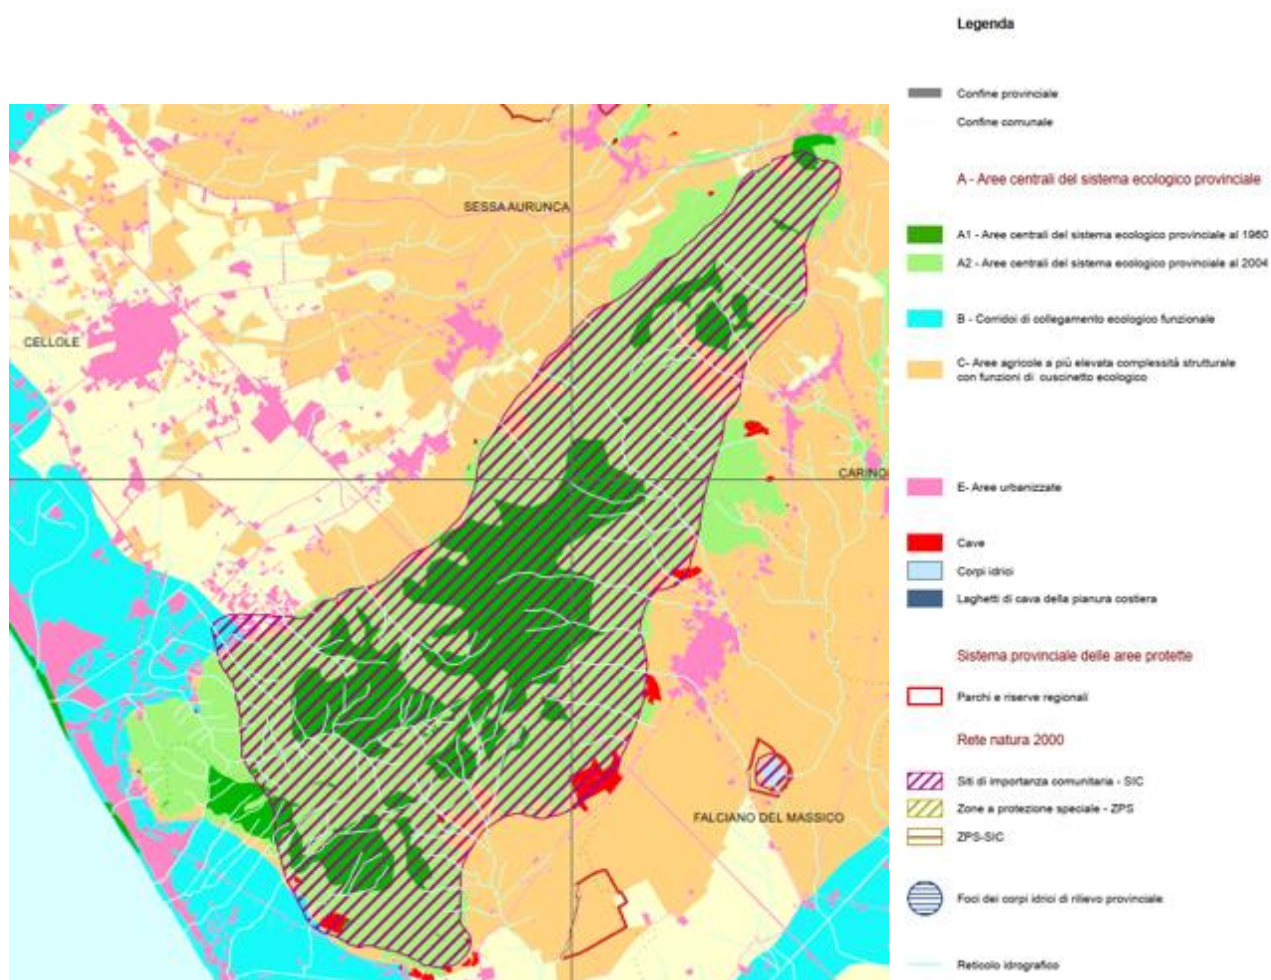 Legenda
Confine provinciale
Confine comunale
A - Aree centrali del sistema ecologico provinciale
A1 - Aree centrali del sistema ecologico provinciale al 1960
A2 - Aree centrali del sistema ecologico provinciale al 2004
B - Corridoi di collegamento ecologico funzionale
C- Aree agricole a più elevata complessità strutturale
con funzioni di cuscinetto ecologico
E- Aree urbanizzate
Cave
Corpi idrici
Laghetti di cava della pianura costiera
Sistema provinciale delle aree protette
Parchi e riserve regionali
Rete natura 2000
Siti di importanza comunitaria - SIC
Zone a protezione speciale - ZPS
ZPS-SIC
Foci dei corpi idrici di rilievo provinciale
Reticolo idrografico
SESSA AURUNCA
CELLOLE
CARINO
FALCIANO DEL MASSICO